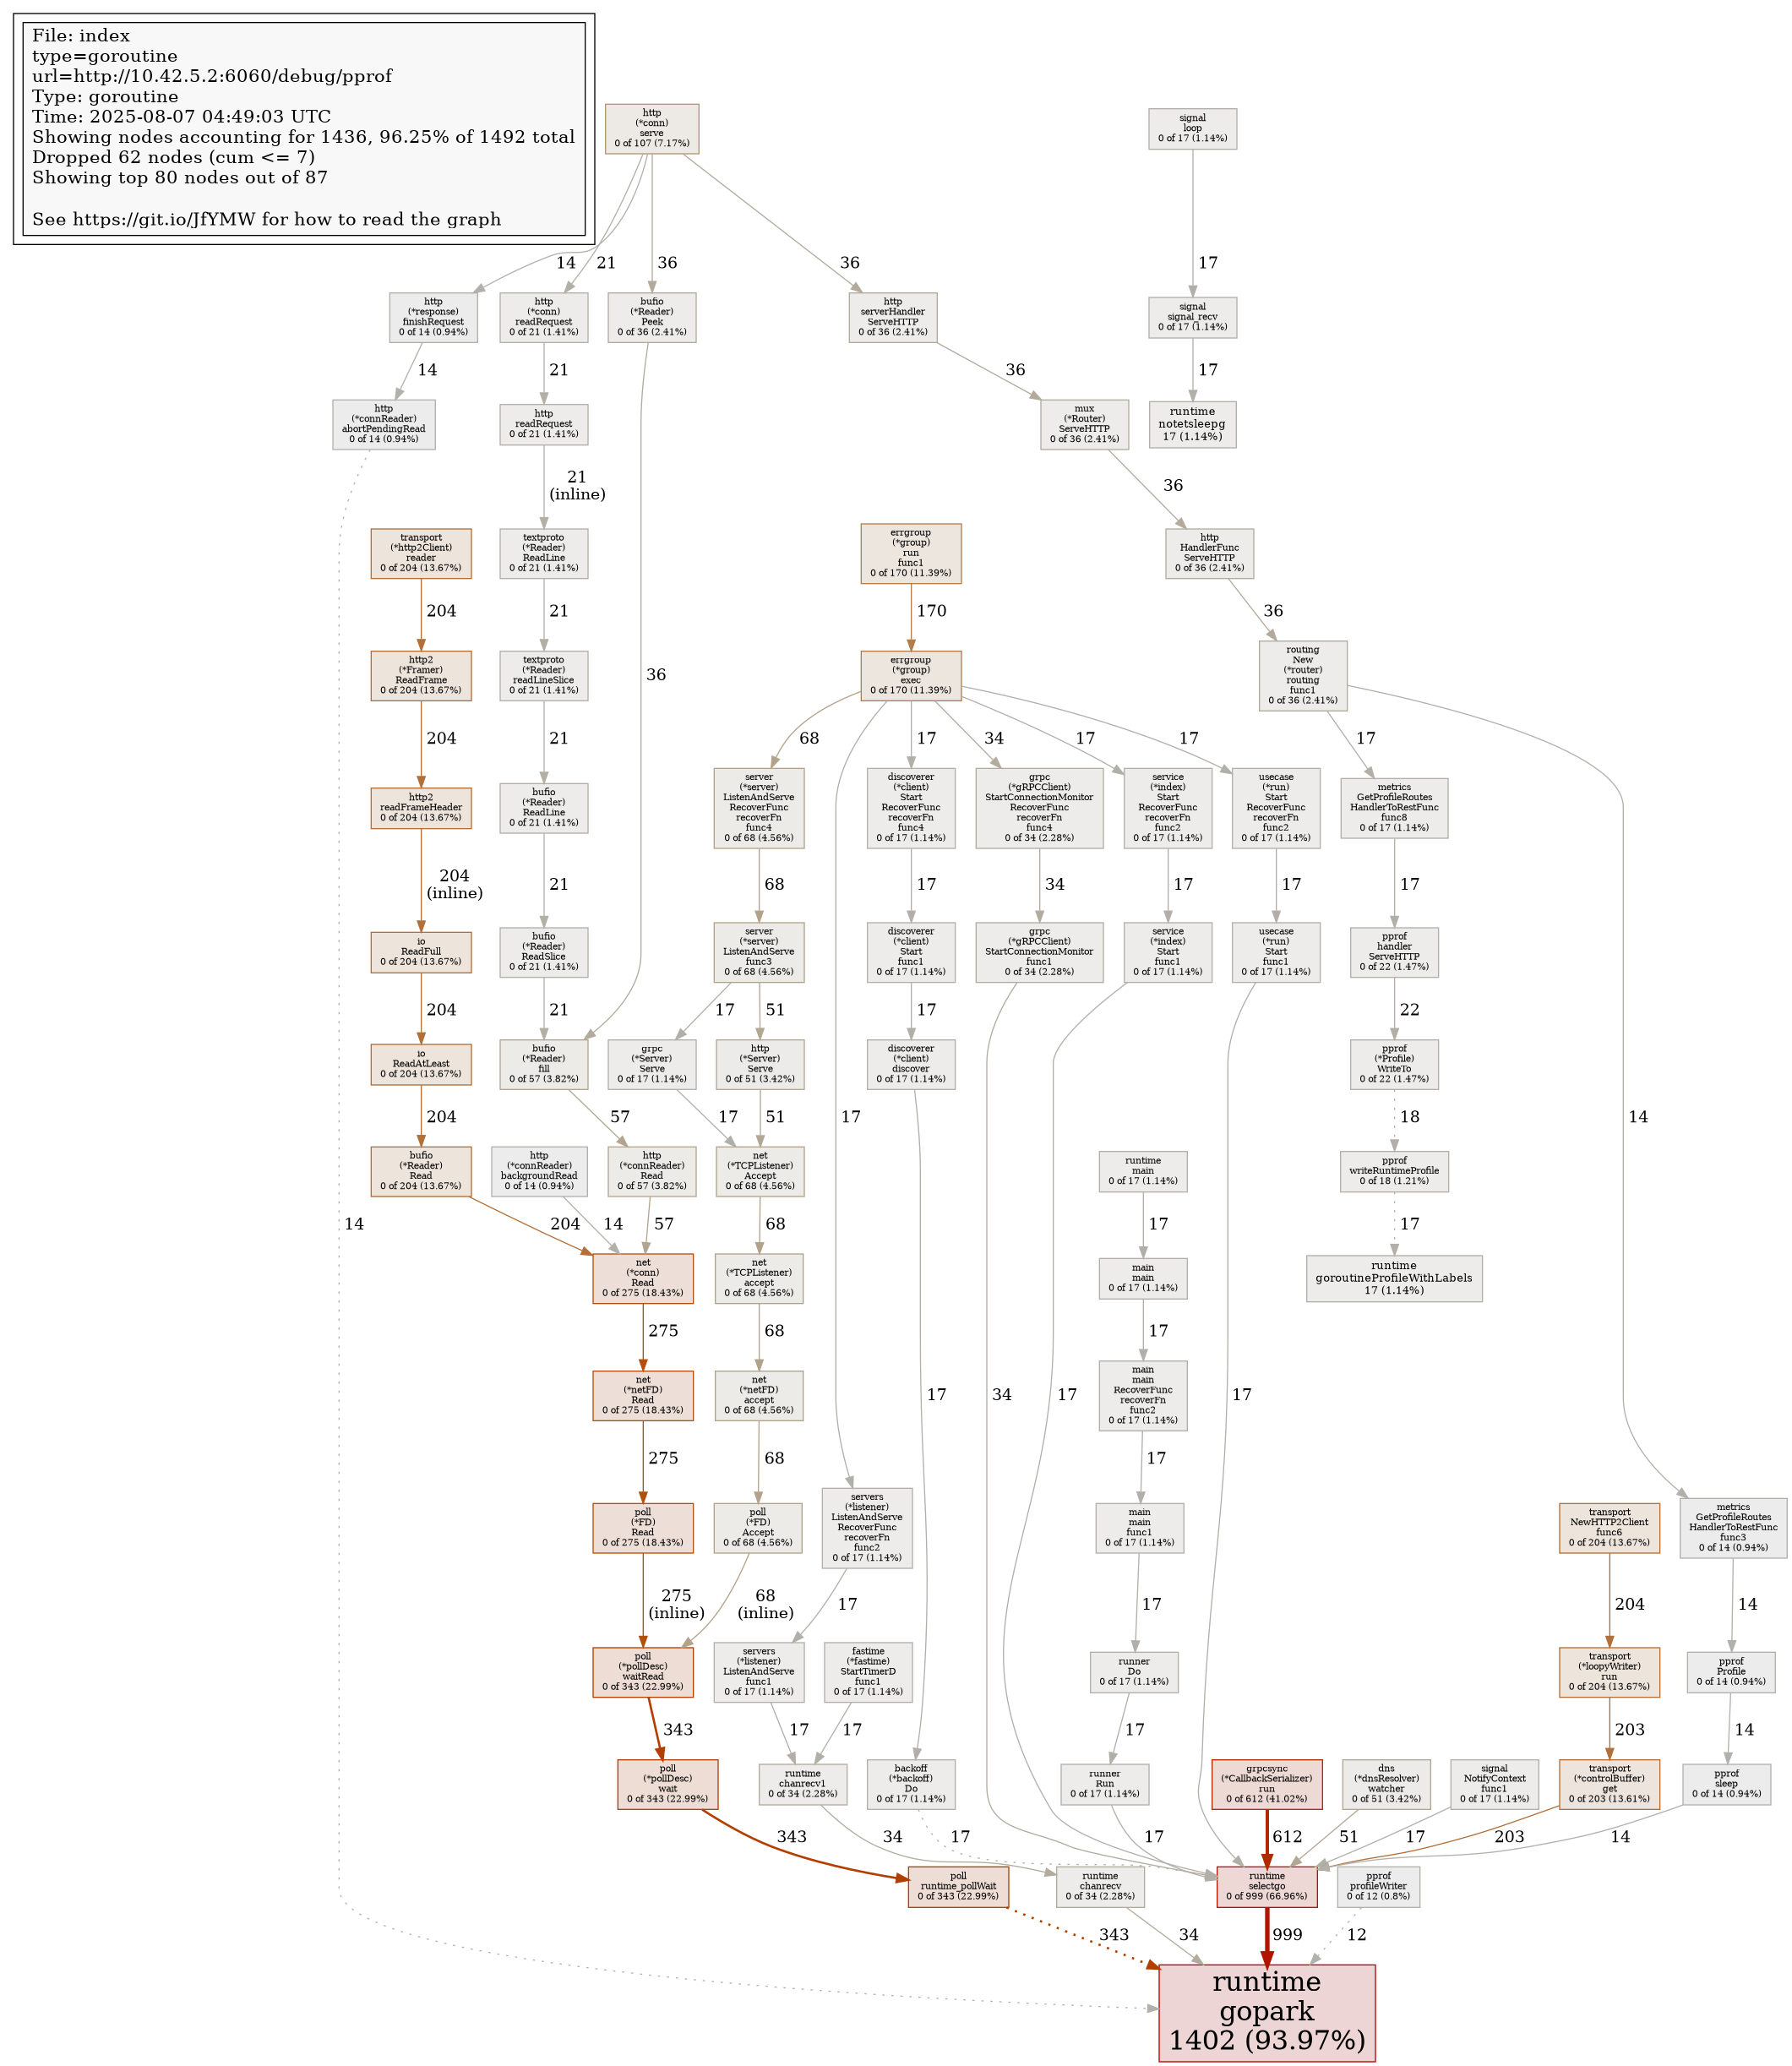 File: index
type=goroutine
url=http://10.42.5.2:6060/debug/pprof
Type: goroutine
Time: 2025-08-07 04:49:03 UTC
Showing nodes accounting for 1436, 96.25% of 1492 total
Dropped 62 nodes (cum <= 7)
Showing top 80 nodes out of 87
See https://git.io/JfYMW for how to read the graph
http
(*conn)
serve
0 of 107 (7.17%)
signal
loop
0 of 17 (1.14%)
14
21
36
36
17
http
(*response)
finishRequest
0 of 14 (0.94%)
http
(*conn)
readRequest
0 of 21 (1.41%)
bufio
(*Reader)
Peek
0 of 36 (2.41%)
http
serverHandler
ServeHTTP
0 of 36 (2.41%)
signal
signal_recv
0 of 17 (1.14%)
14
21
36
17
http
(*connReader)
abortPendingRead
0 of 14 (0.94%)
http
readRequest
0 of 21 (1.41%)
mux
(*Router)
ServeHTTP
0 of 36 (2.41%)
runtime
notetsleepg
17 (1.14%)
21
(inline)
36
transport
(*http2Client)
reader
0 of 204 (13.67%)
textproto
(*Reader)
ReadLine
0 of 21 (1.41%)
errgroup
(*group)
run
func1
0 of 170 (11.39%)
http
HandlerFunc
ServeHTTP
0 of 36 (2.41%)
204
21
170
36
http2
(*Framer)
ReadFrame
0 of 204 (13.67%)
textproto
(*Reader)
readLineSlice
0 of 21 (1.41%)
36
errgroup
(*group)
exec
0 of 170 (11.39%)
routing
New
(*router)
routing
func1
0 of 36 (2.41%)
204
21
68
17
34
17
17
17
http2
readFrameHeader
0 of 204 (13.67%)
bufio
(*Reader)
ReadLine
0 of 21 (1.41%)
server
(*server)
ListenAndServe
RecoverFunc
recoverFn
func4
0 of 68 (4.56%)
discoverer
(*client)
Start
RecoverFunc
recoverFn
func4
0 of 17 (1.14%)
grpc
(*gRPCClient)
StartConnectionMonitor
RecoverFunc
recoverFn
func4
0 of 34 (2.28%)
service
(*index)
Start
RecoverFunc
recoverFn
func2
0 of 17 (1.14%)
usecase
(*run)
Start
RecoverFunc
recoverFn
func2
0 of 17 (1.14%)
metrics
GetProfileRoutes
HandlerToRestFunc
func8
0 of 17 (1.14%)
204
(inline)
21
68
17
34
17
17
17
io
ReadFull
0 of 204 (13.67%)
bufio
(*Reader)
ReadSlice
0 of 21 (1.41%)
server
(*server)
ListenAndServe
func3
0 of 68 (4.56%)
discoverer
(*client)
Start
func1
0 of 17 (1.14%)
grpc
(*gRPCClient)
StartConnectionMonitor
func1
0 of 34 (2.28%)
service
(*index)
Start
func1
0 of 17 (1.14%)
usecase
(*run)
Start
func1
0 of 17 (1.14%)
pprof
handler
ServeHTTP
0 of 22 (1.47%)
204
21
17
51
17
22
io
ReadAtLeast
0 of 204 (13.67%)
bufio
(*Reader)
fill
0 of 57 (3.82%)
grpc
(*Server)
Serve
0 of 17 (1.14%)
http
(*Server)
Serve
0 of 51 (3.42%)
discoverer
(*client)
discover
0 of 17 (1.14%)
pprof
(*Profile)
WriteTo
0 of 22 (1.47%)
204
57
17
51
17
18
14
bufio
(*Reader)
Read
0 of 204 (13.67%)
http
(*connReader)
backgroundRead
0 of 14 (0.94%)
http
(*connReader)
Read
0 of 57 (3.82%)
net
(*TCPListener)
Accept
0 of 68 (4.56%)
runtime
main
0 of 17 (1.14%)
pprof
writeRuntimeProfile
0 of 18 (1.21%)
14
204
14
57
68
17
17
net
(*conn)
Read
0 of 275 (18.43%)
net
(*TCPListener)
accept
0 of 68 (4.56%)
main
main
0 of 17 (1.14%)
runtime
goroutineProfileWithLabels
17 (1.14%)
275
68
17
net
(*netFD)
Read
0 of 275 (18.43%)
net
(*netFD)
accept
0 of 68 (4.56%)
17
34
17
17
main
main
RecoverFunc
recoverFn
func2
0 of 17 (1.14%)
275
68
17
poll
(*FD)
Read
0 of 275 (18.43%)
poll
(*FD)
Accept
0 of 68 (4.56%)
servers
(*listener)
ListenAndServe
RecoverFunc
recoverFn
func2
0 of 17 (1.14%)
main
main
func1
0 of 17 (1.14%)
transport
NewHTTP2Client
func6
0 of 204 (13.67%)
metrics
GetProfileRoutes
HandlerToRestFunc
func3
0 of 14 (0.94%)
275
(inline)
68
(inline)
17
17
204
14
poll
(*pollDesc)
waitRead
0 of 343 (22.99%)
servers
(*listener)
ListenAndServe
func1
0 of 17 (1.14%)
fastime
(*fastime)
StartTimerD
func1
0 of 17 (1.14%)
runner
Do
0 of 17 (1.14%)
transport
(*loopyWriter)
run
0 of 204 (13.67%)
pprof
Profile
0 of 14 (0.94%)
343
17
17
17
203
14
poll
(*pollDesc)
wait
0 of 343 (22.99%)
runtime
chanrecv1
0 of 34 (2.28%)
backoff
(*backoff)
Do
0 of 17 (1.14%)
runner
Run
0 of 17 (1.14%)
grpcsync
(*CallbackSerializer)
run
0 of 612 (41.02%)
dns
(*dnsResolver)
watcher
0 of 51 (3.42%)
signal
NotifyContext
func1
0 of 17 (1.14%)
transport
(*controlBuffer)
get
0 of 203 (13.61%)
pprof
sleep
0 of 14 (0.94%)
343
34
17
17
612
51
17
203
14
poll
runtime_pollWait
0 of 343 (22.99%)
runtime
chanrecv
0 of 34 (2.28%)
runtime
selectgo
0 of 999 (66.96%)
pprof
profileWriter
0 of 12 (0.8%)
343
34
999
12
runtime
gopark
1402 (93.97%)